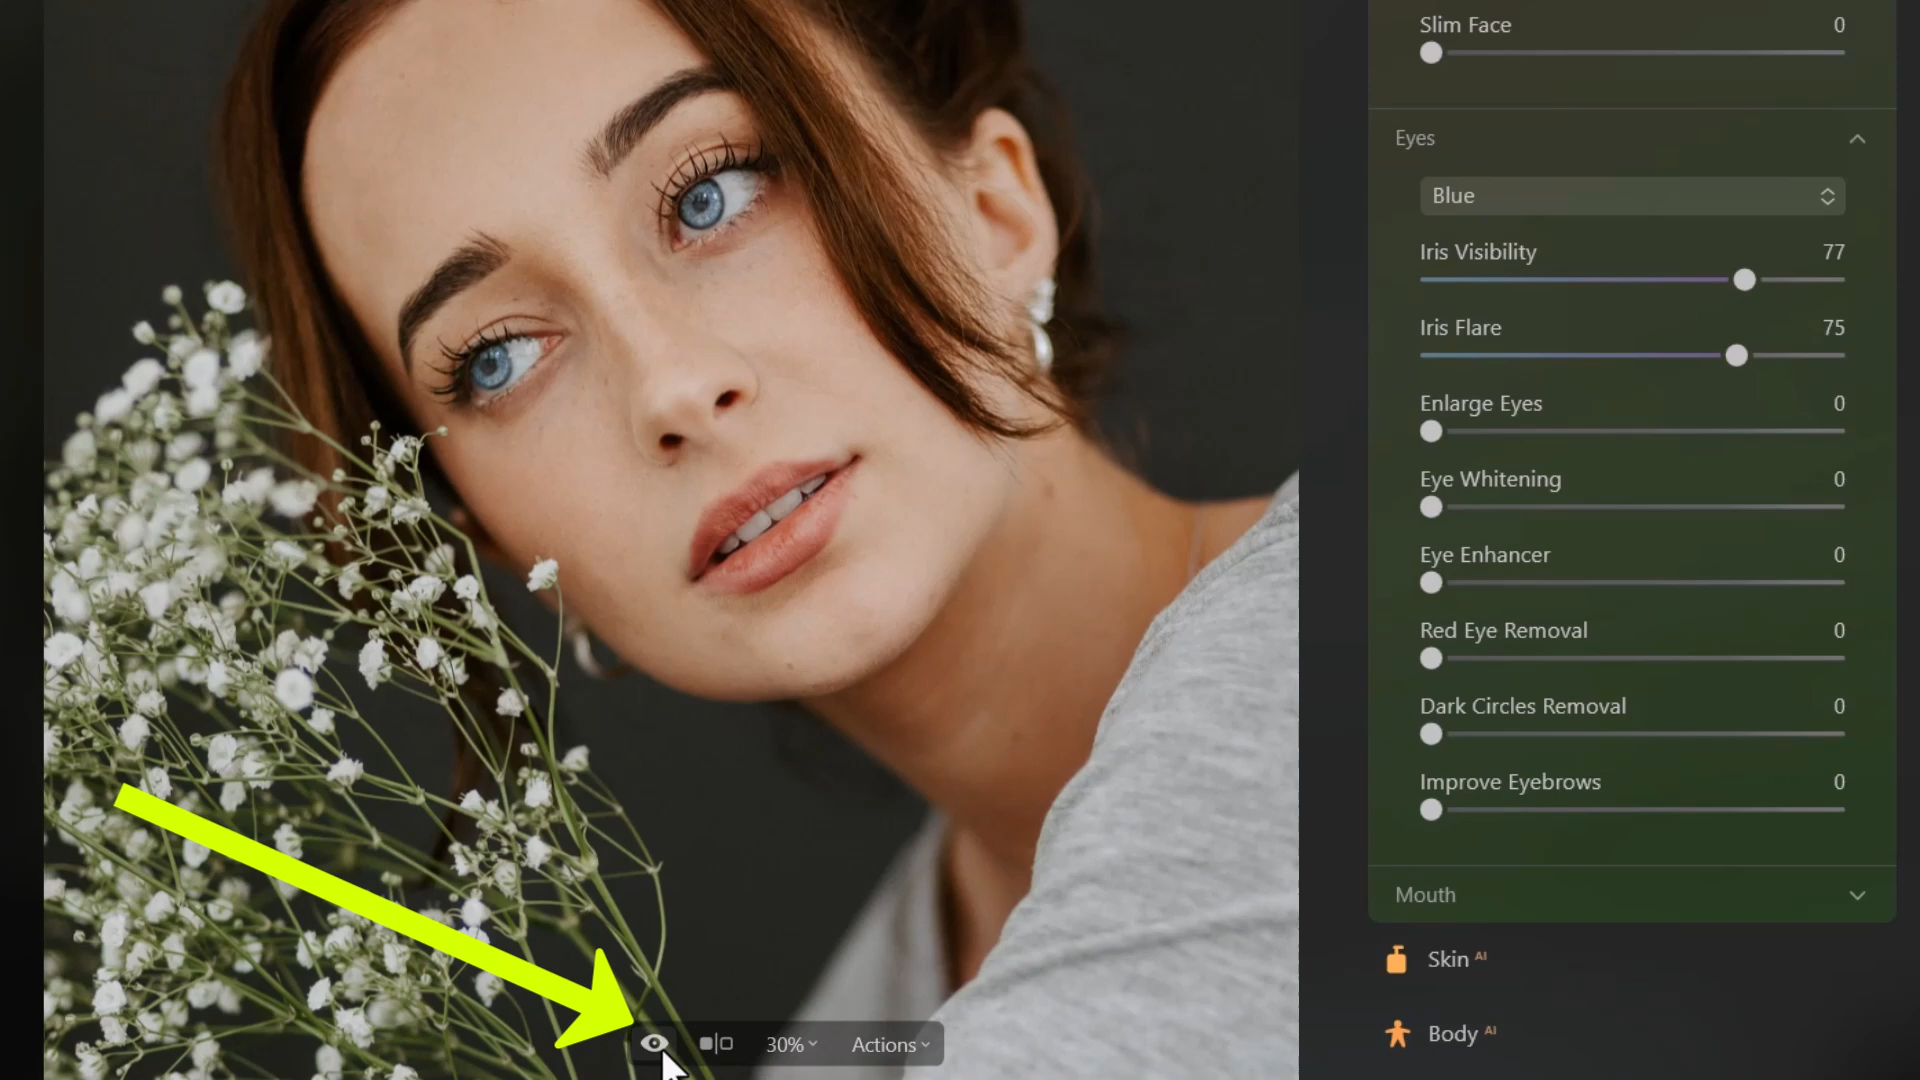 Slim Face 0
Eyes
Blue
Iris Visibility 77
Iris Flare 75
Enlarge Eyes 0
Eye Whitening 0
Eye Enhancer 0
Red Eye Removal 0
Dark Circles Removal 0
Improve Eyebrows 0
Mouth
Skin AI
Body AI
30% Actions